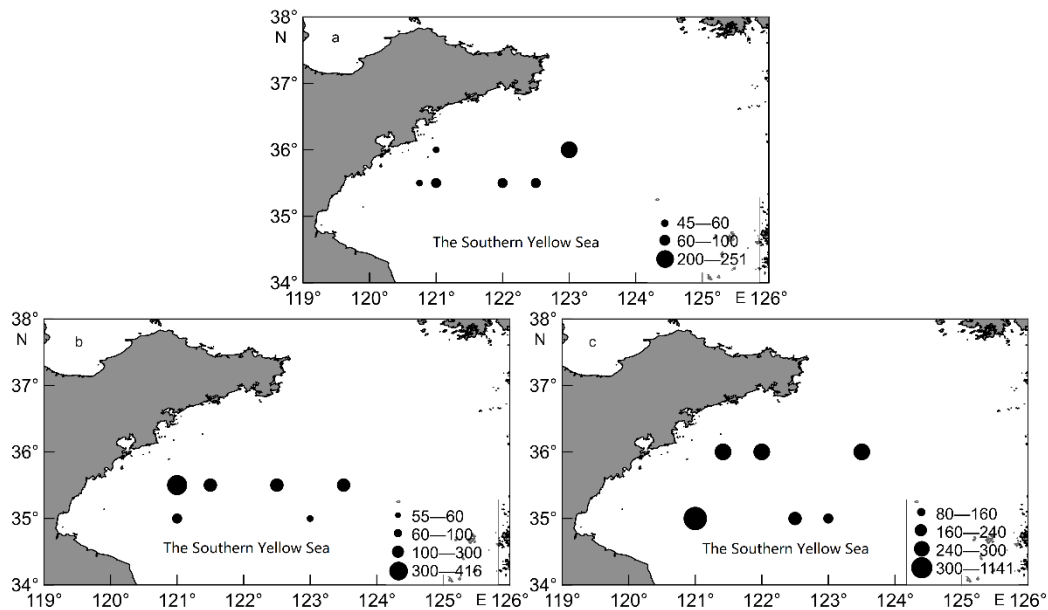 38°
N
a
37°
36°
35°
The Southern Yellow Sea
45—60
60—100
200—251
34°
119° 120° 121° 122° 123° 124° 125° E 126°
38°
N
b
37°
36°
35°
The Southern Yellow Sea
55—60
60—100
100—300
300—416
34°
119° 120° 121° 122° 123° 124° 125° E 126°
38°
N
c
37°
36°
35°
The Southern Yellow Sea
80—160
160—240
240—300
300—1141
34°
119° 120° 121° 122° 123° 124° 125° E 126°